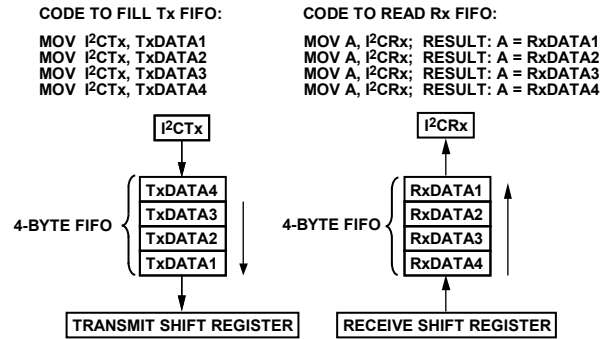 CODE TO FILL Tx FIFO:
MOV I²CTx, TxDATA1
MOV I²CTx, TxDATA2
MOV I²CTx, TxDATA3
MOV I²CTx, TxDATA4
I²CTx
4-BYTE FIFO
TxDATA4
TxDATA3
TxDATA2
TxDATA1
TRANSMIT SHIFT REGISTER
CODE TO READ Rx FIFO:
MOV A, I²CRx; RESULT: A = RxDATA1
MOV A, I²CRx; RESULT: A = RxDATA2
MOV A, I²CRx; RESULT: A = RxDATA3
MOV A, I²CRx; RESULT: A = RxDATA4
I²CRx
4-BYTE FIFO
RxDATA1
RxDATA2
RxDATA3
RxDATA4
RECEIVE SHIFT REGISTER